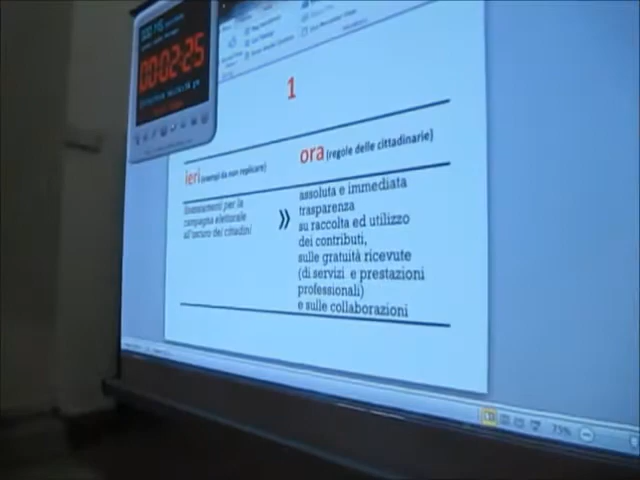 00:02:25
1
ieri (esempi da non replicare)
ora (regole delle cittadinarie)
finanziamenti per la
campagna elettorale
all'oscuro dei cittadini
»
assoluta e immediata
trasparenza
su raccolta ed utilizzo
dei contributi,
sulle gratuità ricevute
(di servizi e prestazioni
professionali)
e sulle collaborazioni
75%